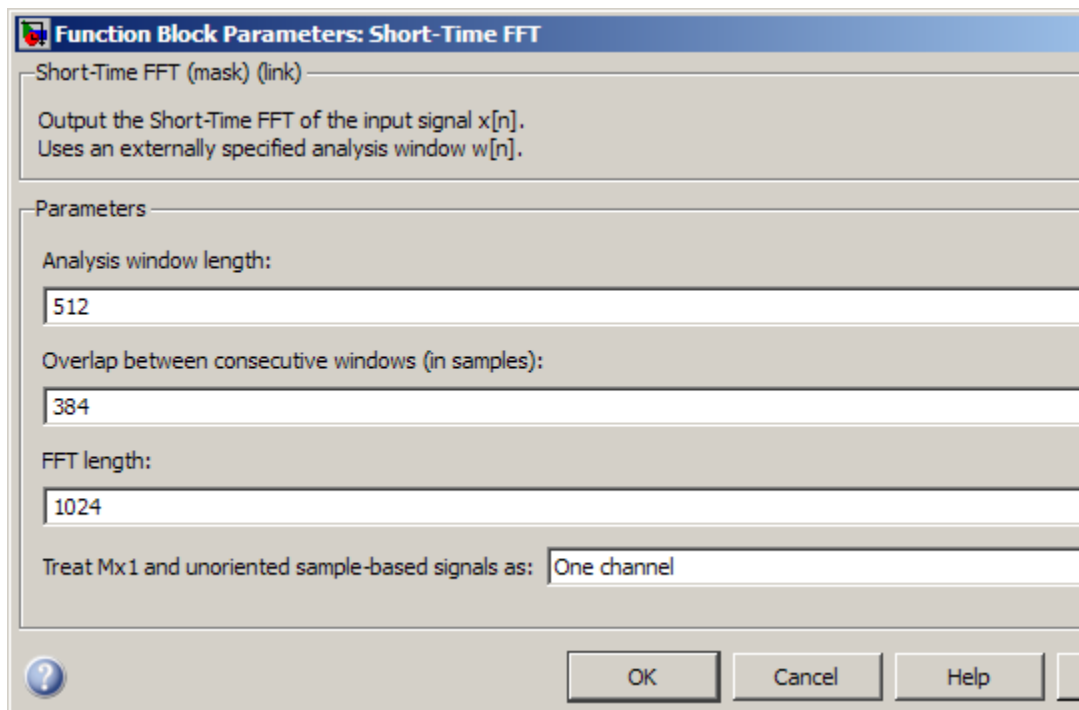 Function Block Parameters: Short-Time FFT
Short-Time FFT (mask) (link)
Output the Short-Time FFT of the input signal x[n].
Uses an externally specified analysis window w[n].
Parameters
Analysis window length:
512
Overlap between consecutive windows (in samples):
384
FFT length:
1024
Treat Mx1 and unoriented sample-based signals as: One channel
? OK Cancel Help